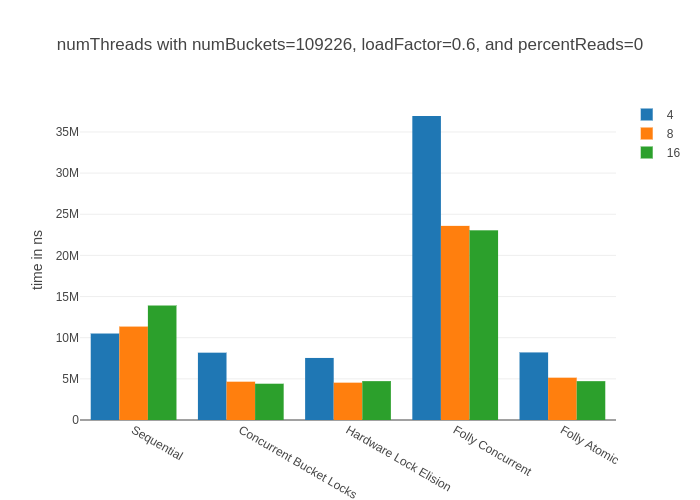 numThreads with numBuckets=109226, loadFactor=0.6, and percentReads=0
4
8
16
time in ns
35M
30M
25M
20M
15M
10M
5M
0
Sequential
Concurrent Bucket Locks
Hardware Lock Elision
Folly Concurrent
Folly Atomic